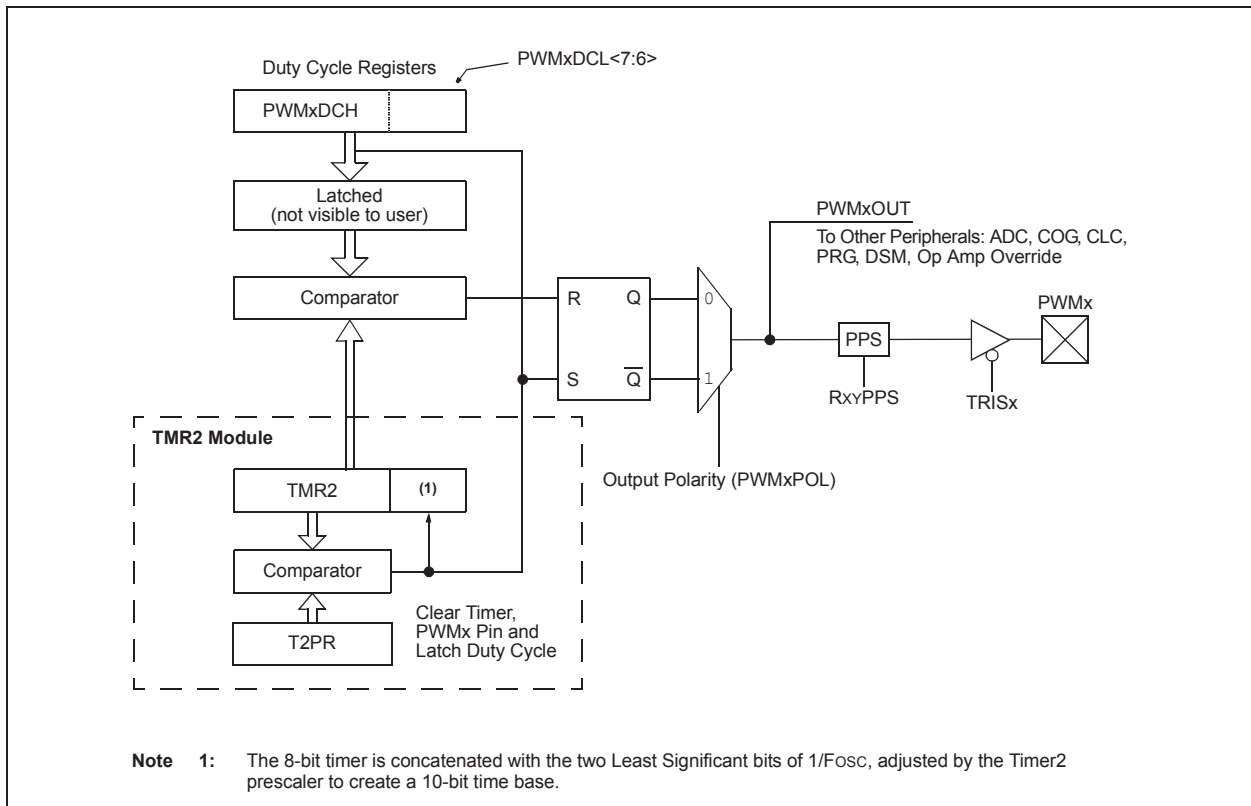 Duty Cycle Registers
PWMxDCL<7:6>
PWMxDCH
Latched
(not visible to user)
Comparator
R
Q
S
Q̅
0
1
PWMxOUT
To Other Peripherals: ADC, COG, CLC,
PRG, DSM, Op Amp Override
PPS
RXYPPS
PWMx
TRISx
Output Polarity (PWMxPOL)
TMR2 Module
TMR2
(1)
Comparator
T2PR
Clear Timer,
PWMx Pin and
Latch Duty Cycle
Note 1: The 8-bit timer is concatenated with the two Least Significant bits of 1/FOSC, adjusted by the Timer2
prescaler to create a 10-bit time base.